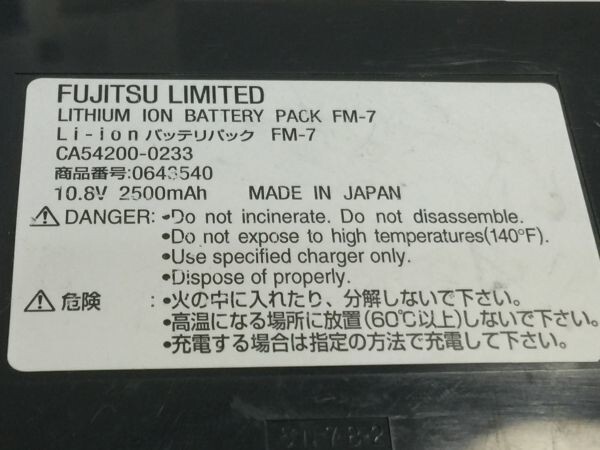 FUJITSU LIMITED
LITHIUM ION BATTERY PACK FM-7
Li-ion バッテリパック FM-7
CA54200-0233
商品番号:0643540
10.8V 2500mAh MADE IN JAPAN
⚠ DANGER: •Do not incinerate. Do not disassemble.
•Do not expose to high temperatures(140°F).
•Use specified charger only.
•Dispose of properly.
⚠ 危険 : •火の中に入れたり、分解しないで下さい。
•高温になる場所に放置(60℃以上)しないで下さい。
•充電する場合は指定の方法で充電して下さい。